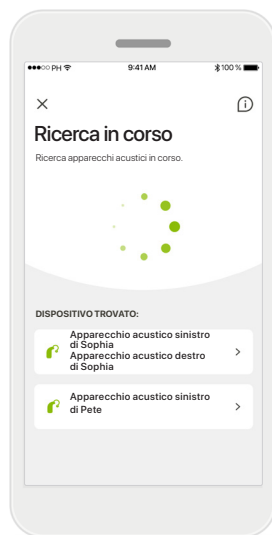 ●●●○○ PH 9:41 AM 100 %
Ricerca in corso
Ricerca apparecchi acustici in corso.
DISPOSITIVO TROVATO:
Apparecchio acustico sinistro
di Sophia
Apparecchio acustico destro
di Sophia
Apparecchio acustico sinistro
di Pete